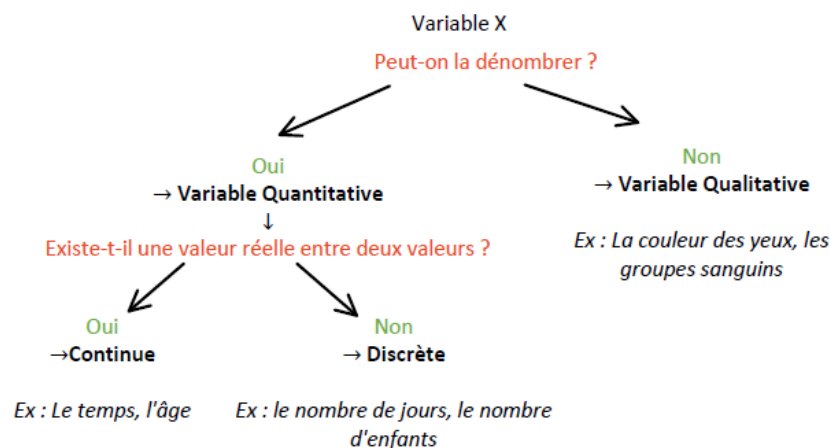 Variable X
Peut-on la dénombrer ?
Oui
→ Variable Quantitative
↓
Existe-t-il une valeur réelle entre deux valeurs ?
Non
→ Variable Qualitative
Ex : La couleur des yeux, les
groupes sanguins
Oui
→Continue
Ex : Le temps, l'âge
Non
→ Discrète
Ex : le nombre de jours, le nombre
d'enfants